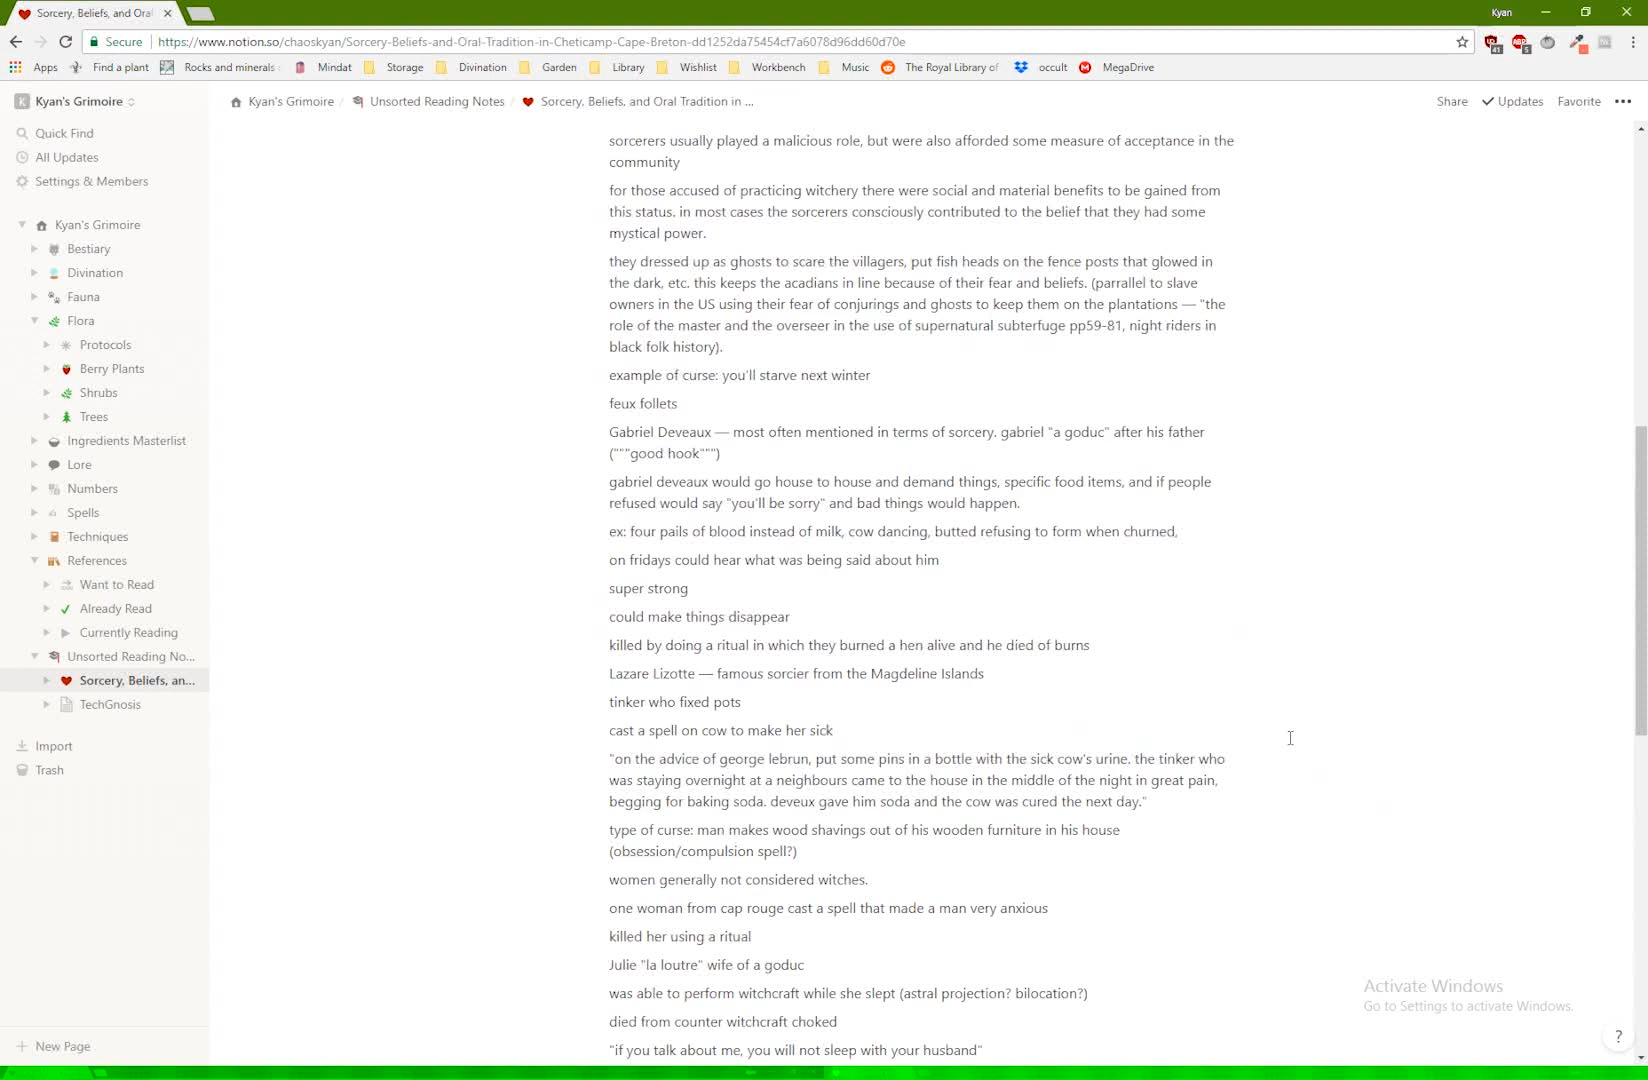 Sorcery, Beliefs, and Oral
Kyan
Secure
https://www.notion.so/chaoskyan/Sorcery-Beliefs-and-Oral-Tradition-in-Cheticamp-Cape-Breton-dd1252da75454cf7a6078d96dd60d70e
Apps Find a plant Rocks and minerals Mindat Storage Divination Garden Library Wishlist Workbench Music The Royal Library of occult MegaDrive
Kyan's Grimoire
Kyan's Grimoire / Unsorted Reading Notes / Sorcery, Beliefs, and Oral Tradition in ...
Share Updates Favorite
Quick Find
All Updates
Settings & Members
Kyan's Grimoire
Bestiary
Divination
Fauna
Flora
Protocols
Berry Plants
Shrubs
Trees
Ingredients Masterlist
Lore
Numbers
Spells
Techniques
References
Want to Read
Already Read
Currently Reading
Unsorted Reading No...
Sorcery, Beliefs, an...
TechGnosis
Import
Trash
New Page
sorcerers usually played a malicious role, but were also afforded some measure of acceptance in the
community
for those accused of practicing witchery there were social and material benefits to be gained from
this status. in most cases the sorcerers consciously contributed to the belief that they had some
mystical power.
they dressed up as ghosts to scare the villagers, put fish heads on the fence posts that glowed in
the dark, etc. this keeps the acadians in line because of their fear and beliefs. (parrallel to slave
owners in the US using their fear of conjurings and ghosts to keep them on the plantations — "the
role of the master and the overseer in the use of supernatural subterfuge pp59-81, night riders in
black folk history).
example of curse: you'll starve next winter
feux follets
Gabriel Deveaux — most often mentioned in terms of sorcery. gabriel "a goduc" after his father
("""good hook""")
gabriel deveaux would go house to house and demand things, specific food items, and if people
refused would say "you'll be sorry" and bad things would happen.
ex: four pails of blood instead of milk, cow dancing, butted refusing to form when churned,
on fridays could hear what was being said about him
super strong
could make things disappear
killed by doing a ritual in which they burned a hen alive and he died of burns
Lazare Lizotte — famous sorcier from the Magdeline Islands
tinker who fixed pots
cast a spell on cow to make her sick
"on the advice of george lebrun, put some pins in a bottle with the sick cow's urine. the tinker who
was staying overnight at a neighbours came to the house in the middle of the night in great pain,
begging for baking soda. deveux gave him soda and the cow was cured the next day."
type of curse: man makes wood shavings out of his wooden furniture in his house
(obsession/compulsion spell?)
women generally not considered witches.
one woman from cap rouge cast a spell that made a man very anxious
killed her using a ritual
Julie "la loutre" wife of a goduc
was able to perform witchcraft while she slept (astral projection? bilocation?)
died from counter witchcraft choked
"if you talk about me, you will not sleep with your husband"
Activate Windows
Go to Settings to activate Windows.
?